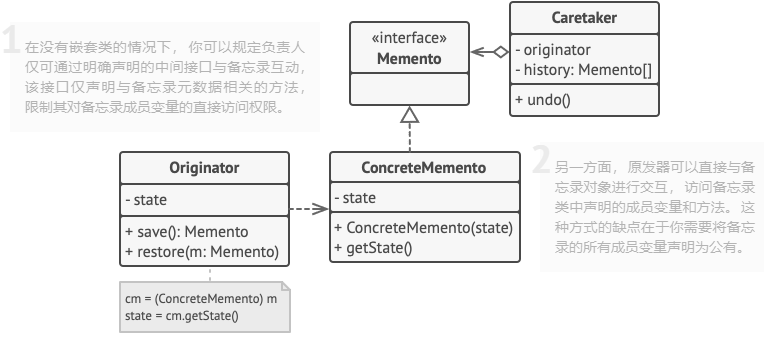 1
在没有嵌套类的情况下，你可以规定负责人
仅可通过明确声明的中间接口与备忘录互动，
该接口仅声明与备忘录元数据相关的方法，
限制其对备忘录成员变量的直接访问权限。
«interface»
Memento
Caretaker
- originator
- history: Memento[]
+ undo()
Originator
- state
+ save(): Memento
+ restore(m: Memento)
cm = (ConcreteMemento) m
state = cm.getState()
ConcreteMemento
- state
+ ConcreteMemento(state)
+ getState()
2
另一方面，原发器可以直接与备
忘录对象进行交互，访问备忘录
类中声明的成员变量和方法。这
种方式的缺点在于你需要将备忘
录的所有成员变量声明为公有。